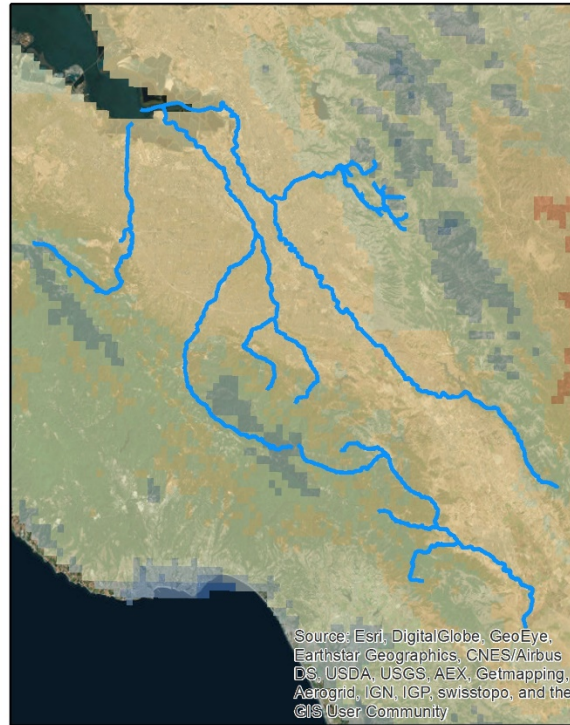 Source: Esri, DigitalGlobe, GeoEye,
Earthstar Geographics, CNES/Airbus
DS, USDA, USGS, AEX, Getmapping,
Aerogrid, IGN, IGP, swisstopo, and the
GIS User Community